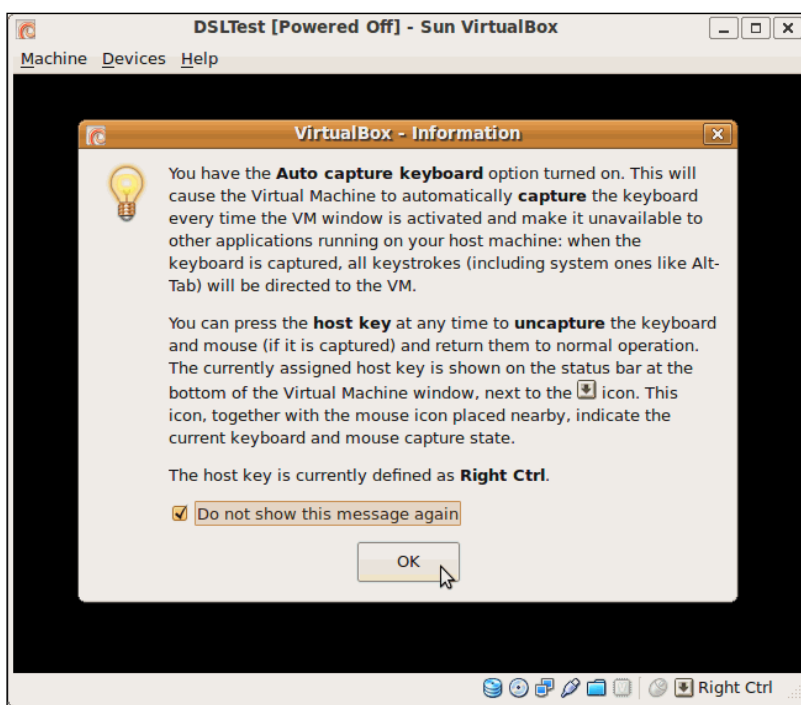 DSLTest [Powered Off] - Sun VirtualBox
Machine Devices Help
VirtualBox - Information
You have the Auto capture keyboard option turned on. This will
cause the Virtual Machine to automatically capture the keyboard
every time the VM window is activated and make it unavailable to
other applications running on your host machine: when the
keyboard is captured, all keystrokes (including system ones like Alt-
Tab) will be directed to the VM.
You can press the host key at any time to uncapture the keyboard
and mouse (if it is captured) and return them to normal operation.
The currently assigned host key is shown on the status bar at the
bottom of the Virtual Machine window, next to the icon. This
icon, together with the mouse icon placed nearby, indicate the
current keyboard and mouse capture state.
The host key is currently defined as Right Ctrl.
Do not show this message again
OK
Right Ctrl